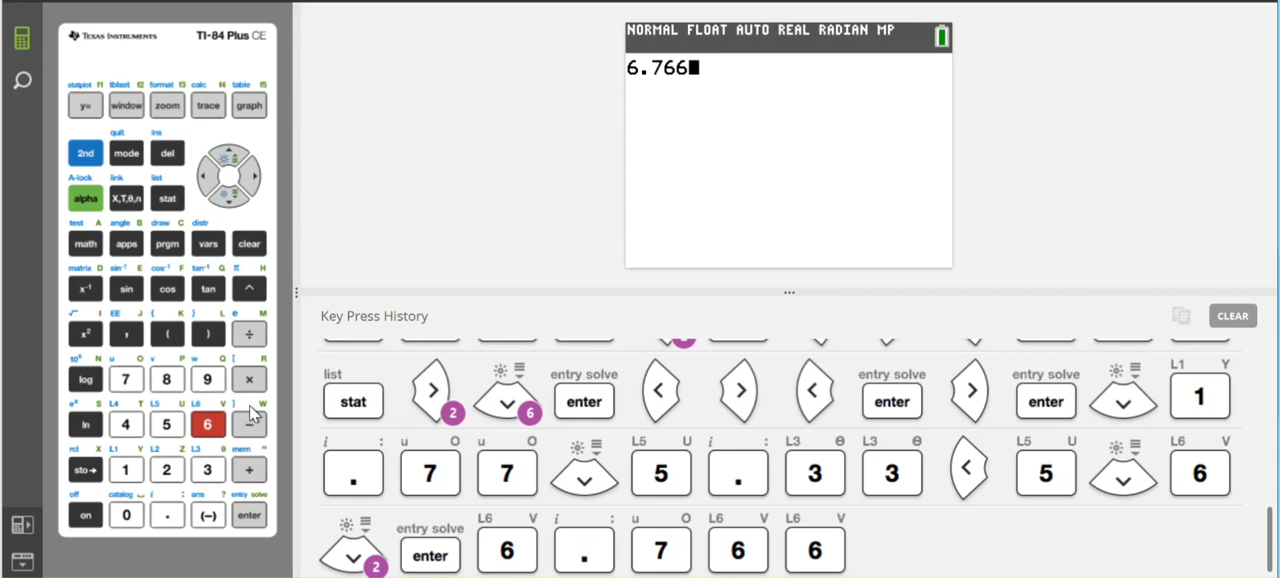 TEXAS INSTRUMENTS TI-84 Plus CE
NORMAL FLOAT AUTO REAL RADIAN MP
6.766
statplot f1 tblset f2 format f3 calc f4 table f5
y= window zoom trace graph
quit ins
2nd mode del
A-lock link list
alpha X,T,θ,n stat
test A angle B draw C distr
math apps prgm vars clear
matrix D sin⁻¹ E cos⁻¹ F tan⁻¹ G π H
x⁻¹ sin cos tan ^
√ I EE J { K } L e M
x² , ( ) ÷
10ˣ N u O v P w Q [ R
log 7 8 9 ×
eˣ S L4 T L5 U L6 V ] W
ln 4 5 6 −
rcl X L1 Y L2 Z L3 θ mem "
sto→ 1 2 3 +
off catalog ⎵ i : ans ? entry solve
on 0 . (−) enter
Key Press History
CLEAR
list entry solve entry solve entry solve L1 Y
stat > 2 6 enter < > < enter > enter 1
i : u O u O L5 U i : L3 θ L3 θ L5 U L6 V
. 7 7 5 . 3 3 < 5 6
entry solve L6 V i : u O L6 V L6 V
2 enter 6 . 7 6 6